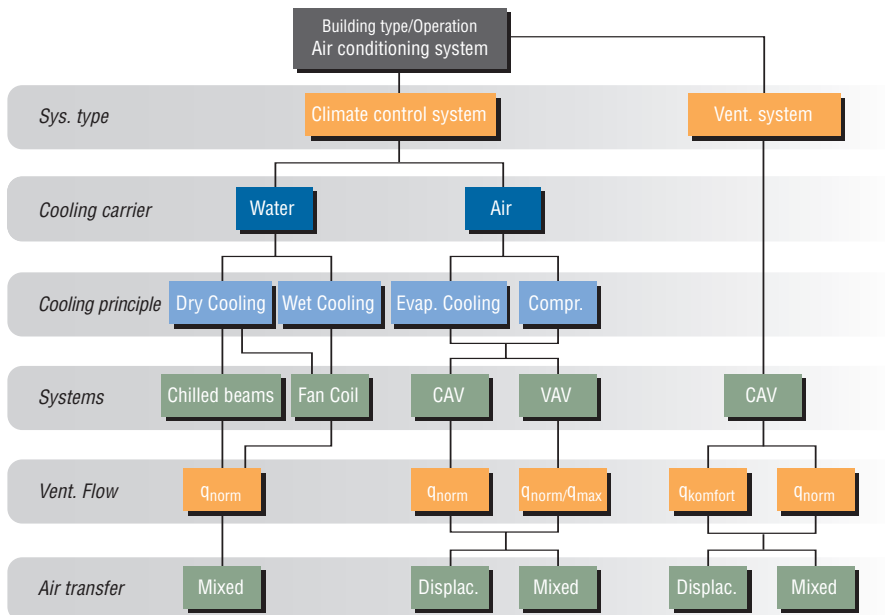 Building type/Operation
Air conditioning system
Sys. type
Climate control system
Vent. system
Cooling carrier
Water
Air
Cooling principle
Dry Cooling
Wet Cooling
Evap. Cooling
Compr.
Systems
Chilled beams
Fan Coil
CAV
VAV
CAV
Vent. Flow
qnorm
qnorm
qnorm/qmax
qkomfort
qnorm
Air transfer
Mixed
Displac.
Mixed
Displac.
Mixed